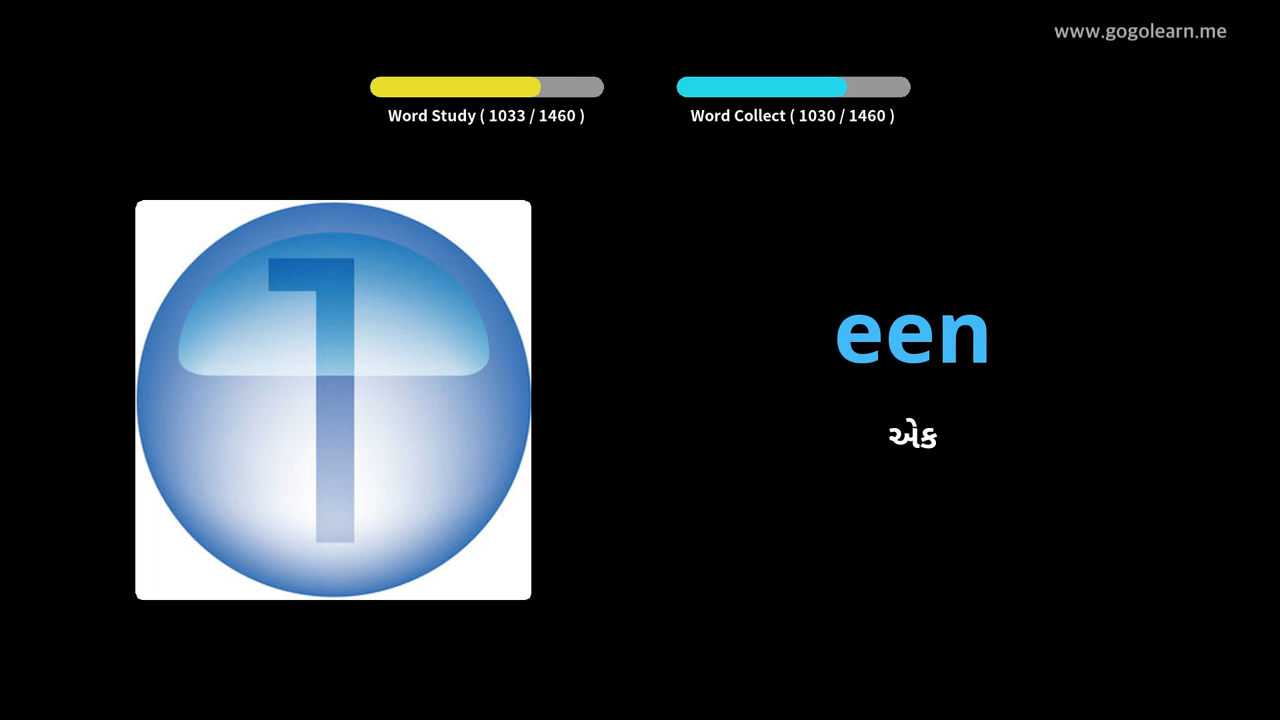 www.gogolearn.me
Word Study ( 1033 / 1460 )
Word Collect ( 1030 / 1460 )
1
een
એક